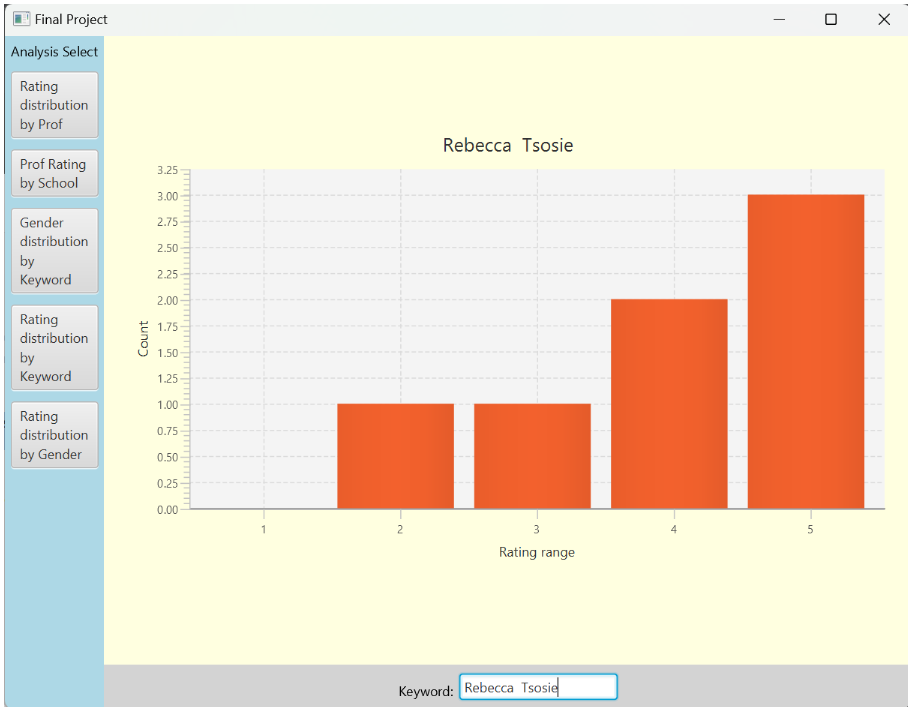 Final Project
Analysis Select
Rating
distribution
by Prof
Prof Rating
by School
Gender
distribution
by
Keyword
Rating
distribution
by
Keyword
Rating
distribution
by Gender
Rebecca  Tsosie
3.25
3.00
2.75
2.50
2.25
2.00
1.75
1.50
1.25
1.00
0.75
0.50
0.25
0.00
Count
1 2 3 4 5
Rating range
Keyword: Rebecca  Tsosie